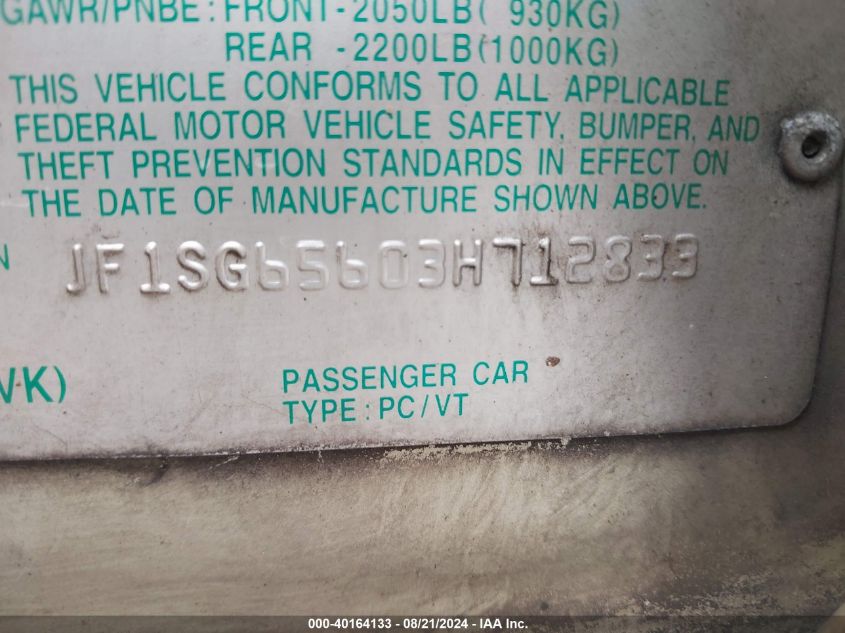 GAWR/PNBE:FRONT-2050LB( 930KG)
REAR -2200LB(1000KG)
THIS VEHICLE CONFORMS TO ALL APPLICABLE
FEDERAL MOTOR VEHICLE SAFETY, BUMPER, AND
THEFT PREVENTION STANDARDS IN EFFECT ON
THE DATE OF MANUFACTURE SHOWN ABOVE.
N JF1SG65603H712833
VK)
PASSENGER CAR
TYPE:PC/VT
000-40164133 - 08/21/2024 - IAA Inc.